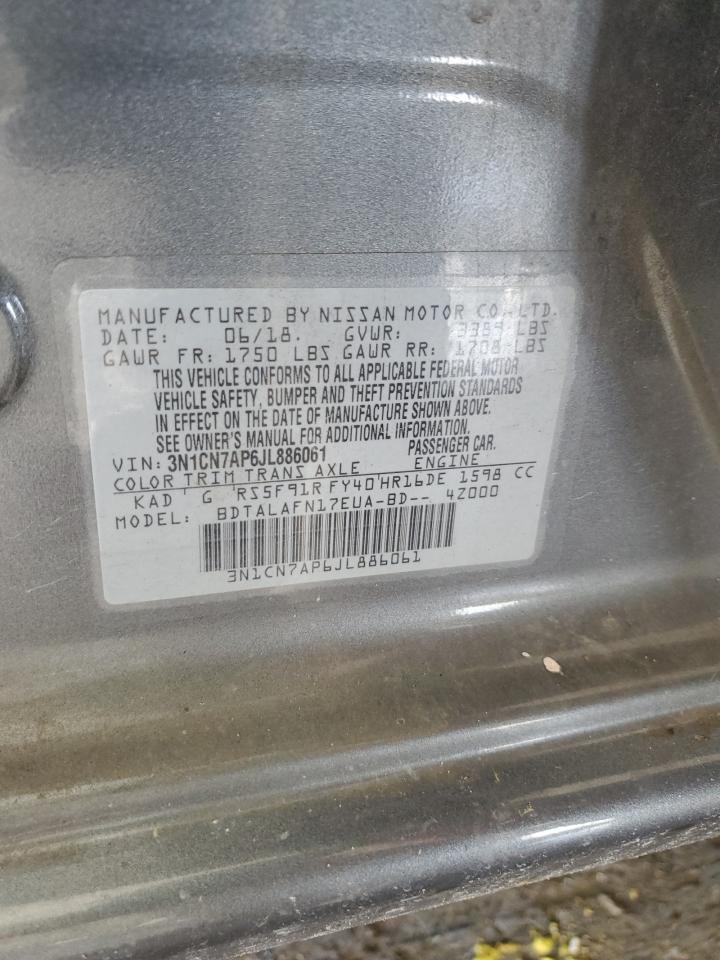 MANUFACTURED BY NISSAN MOTOR CO.,LTD.
DATE: 06/18. GVWR: 3389 LBS
GAWR FR: 1750 LBS GAWR RR: 1708 LBS
THIS VEHICLE CONFORMS TO ALL APPLICABLE FEDERAL MOTOR
VEHICLE SAFETY, BUMPER AND THEFT PREVENTION STANDARDS
IN EFFECT ON THE DATE OF MANUFACTURE SHOWN ABOVE.
SEE OWNER'S MANUAL FOR ADDITIONAL INFORMATION.
VIN: 3N1CN7AP6JL886061 PASSENGER CAR.
COLOR TRIM TRANS AXLE ENGINE
KAD G RS5F91R FY40 HR16DE 1598 CC
MODEL: BDTALAFN17EUA-BD-- 4Z000
3N1CN7AP6JL886061